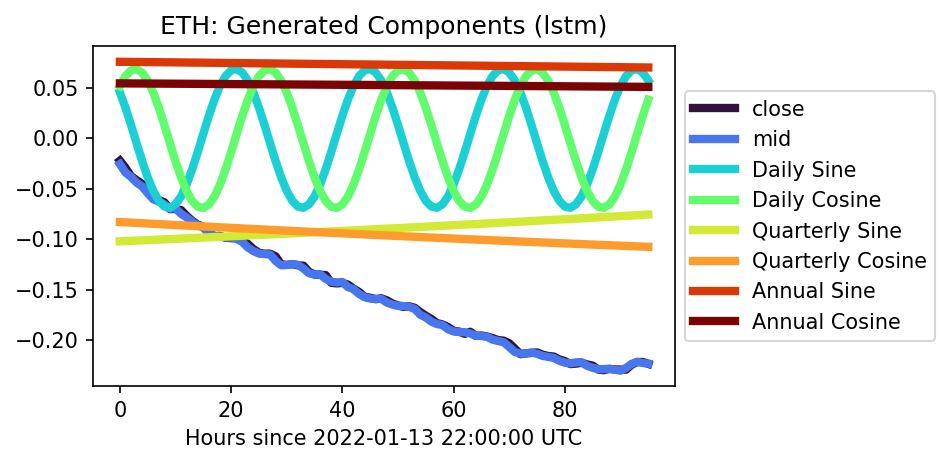 ETH: Generated Components (lstm)
0.05
0.00
−0.05
−0.10
−0.15
−0.20
0 20 40 60 80
Hours since 2022-01-13 22:00:00 UTC
close
mid
Daily Sine
Daily Cosine
Quarterly Sine
Quarterly Cosine
Annual Sine
Annual Cosine